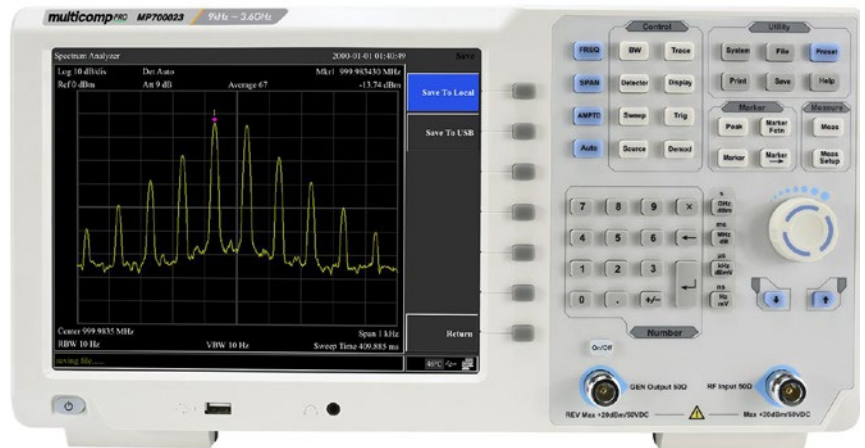 multicomp PRO MP700023 9kHz – 3.6GHz
Spectrum Analyzer 2000-01-01 01:40:49 Save
Log 10 dB/div Det Auto Mkr1 999.983430 MHz
Ref 0 dBm Att 9 dB Average 67 -13.74 dBm
1
Save To Local
Save To USB
Return
Center 999.9835 MHz Span 1 kHz
RBW 10 Hz VBW 10 Hz Sweep Time 409.885 ms
saving file......
Control
FREQ BW Trace
SPAN Detector Display
AMPTD Sweep Trig
Auto Source Demod
Utility
System File Preset
Print Save Help
Marker Measure
Peak Marker Fctn Meas
Marker Marker → Meas Setup
7 8 9 × s GHz dBm
4 5 6 ← ms MHz dB
1 2 3 ↵ µs kHz dBmV
0 . +/− ns Hz mV
Number
On/Off
GEN Output 50Ω RF Input 50Ω
REV Max +20dBm/50VDC Max +30dBm/50VDC